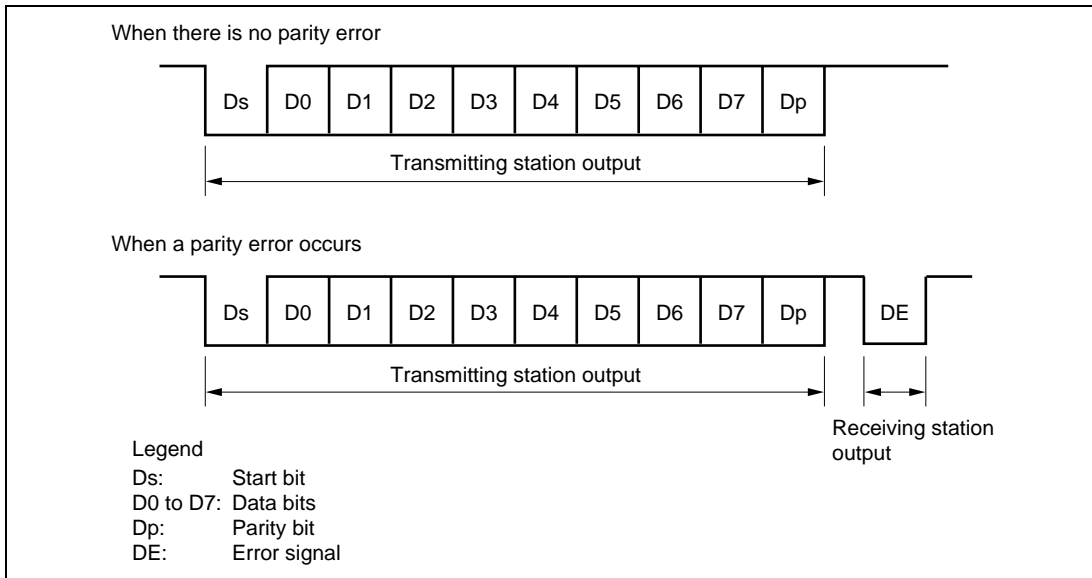 When there is no parity error
Ds D0 D1 D2 D3 D4 D5 D6 D7 Dp
Transmitting station output
When a parity error occurs
Ds D0 D1 D2 D3 D4 D5 D6 D7 Dp DE
Transmitting station output
Receiving station
output
Legend
Ds: Start bit
D0 to D7: Data bits
Dp: Parity bit
DE: Error signal